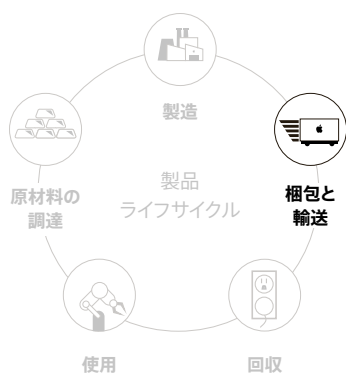 製造
原材料の
調達
製品
ライフサイクル
梱包と
輸送
使用
回収